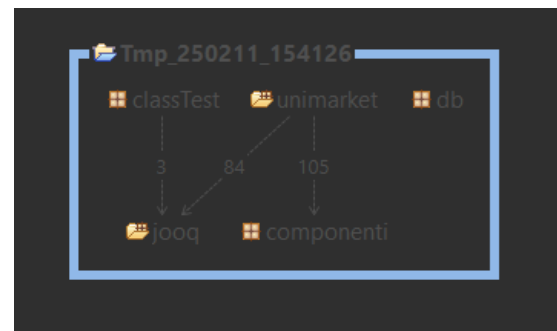 Tmp_250211_154126
classTest unimarket db
3 84 105
jooq componenti